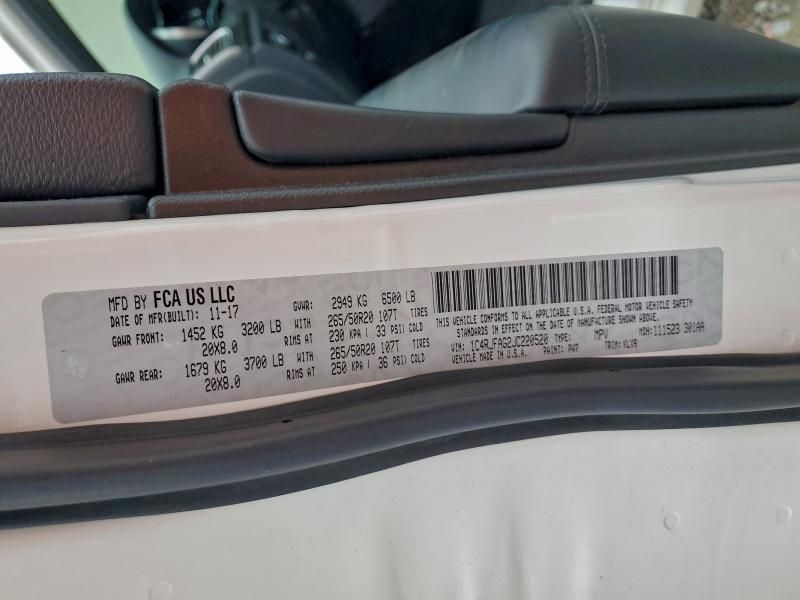 MFD BY FCA US LLC
DATE OF MFR(BUILT): 11-17 GVWR: 2949 KG 6500 LB
GAWR FRONT: 1452 KG 3200 LB WITH 265/50R20 107T TIRES
20X8.0 RIMS AT 230 KPA ( 33 PSI) COLD
GAWR REAR: 1679 KG 3700 LB WITH 265/50R20 107T TIRES
20X8.0 RIMS AT 250 KPA ( 36 PSI) COLD
THIS VEHICLE CONFORMS TO ALL APPLICABLE U.S.A. FEDERAL MOTOR VEHICLE SAFETY
STANDARDS IN EFFECT ON THE DATE OF MANUFACTURE SHOWN ABOVE.
VIN: 1C4RJFAG2JC220520 TYPE: MPV MDH: 111523 301AA
MADE IN U.S.A. PAINT: PW7 TRIM: KLX9